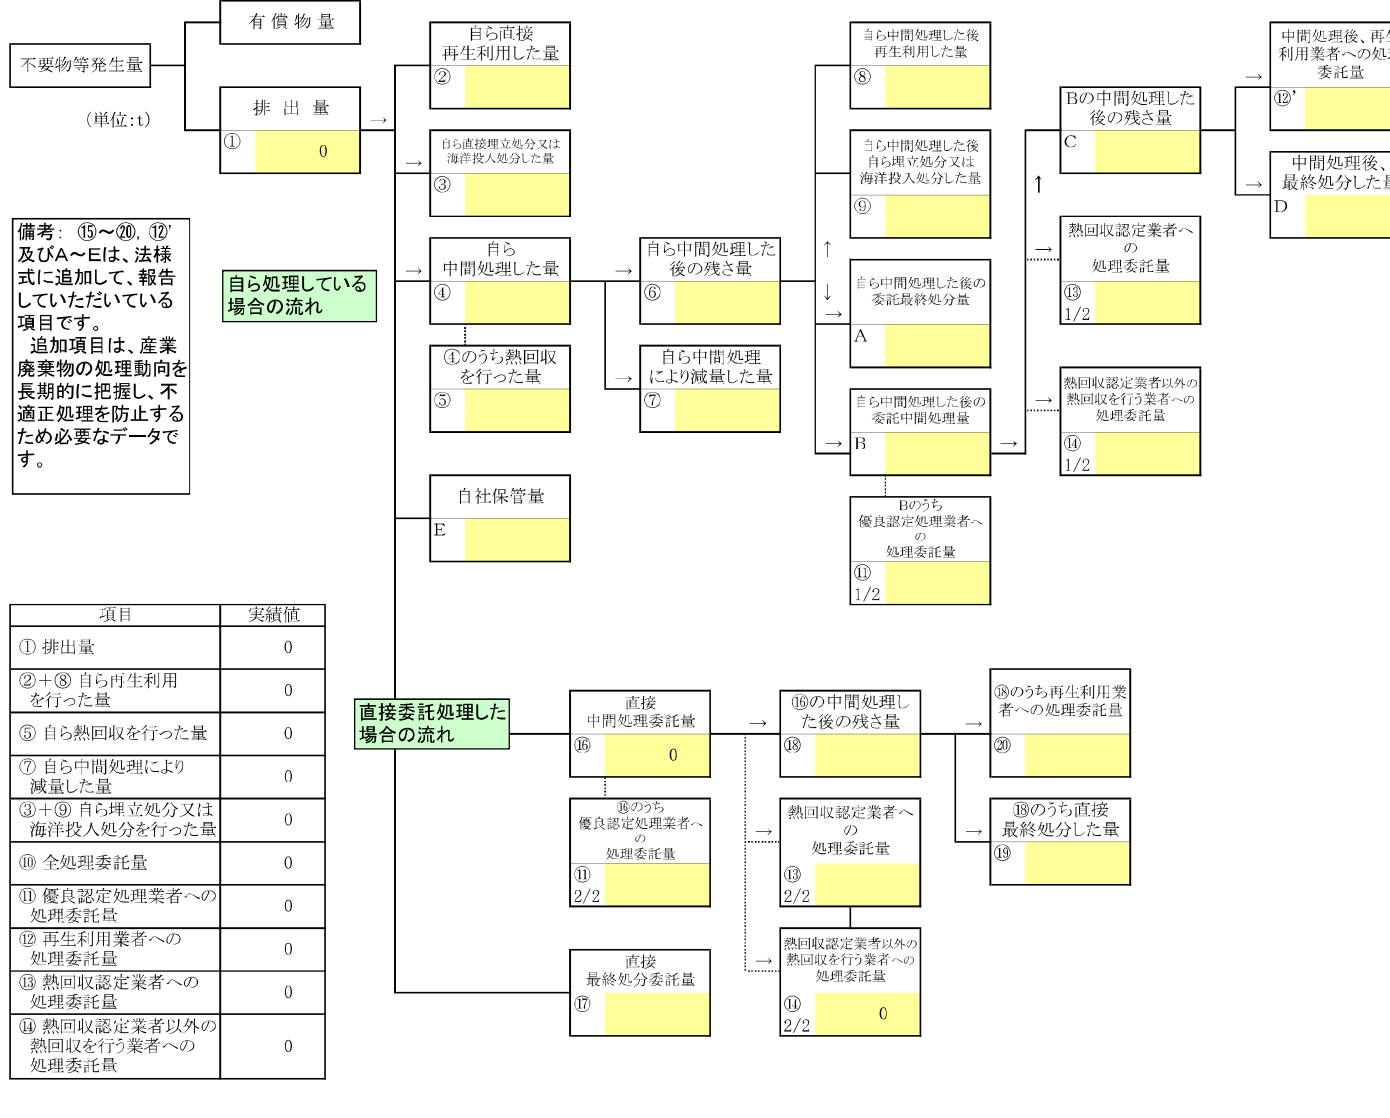 有償物量
不要物等発生量
(単位:t)
排出量
→
①
0
備考: ⑮～⑳, ⑫'
及びA～Eは、法様
式に追加して、報告
していただいている
項目です。
追加項目は、産業
廃棄物の処理動向を
長期的に把握し、不
適正処理を防止する
ため必要なデータで
す。
自ら処理している
場合の流れ
自ら直接
再生利用した量
②
→
自ら直接埋立処分又は
海洋投入処分した量
③
→
自ら
中間処理した量
④
④のうち熱回収
を行った量
⑤
自社保管量
E
→
自ら中間処理した
後の残さ量
⑥
→
自ら中間処理
により減量した量
⑦
自ら中間処理した後
再生利用した量
⑧
自ら中間処理した後
自ら埋立処分又は
海洋投入処分した量
⑨
↑
↓
→
自ら中間処理した後の
委託最終処分量
A
→
自ら中間処理した後の
委託中間処理量
B
→
Bのうち
優良認定処理業者へ
の
処理委託量
⑪
1/2
Bの中間処理した
後の残さ量
C
↑
→
熱回収認定業者へ
の
処理委託量
⑬
1/2
→
熱回収認定業者以外の
熱回収を行う業者への
処理委託量
⑭
1/2
→
中間処理後、再生
利用業者への処理
委託量
⑫'
→
中間処理後、
最終処分した量
D
項目 実績値
① 排出量 0
②+⑧ 自ら再生利用
を行った量 0
⑤ 自ら熱回収を行った量 0
⑦ 自ら中間処理により
減量した量 0
③+⑨ 自ら埋立処分又は
海洋投入処分を行った量 0
⑩ 全処理委託量 0
⑪ 優良認定処理業者への
処理委託量 0
⑫ 再生利用業者への
処理委託量 0
⑬ 熱回収認定業者への
処理委託量 0
⑭ 熱回収認定業者以外の
熱回収を行う業者への
処理委託量 0
直接委託処理した
場合の流れ
直接
中間処理委託量
⑯ 0
⑯のうち
優良認定処理業者へ
の
処理委託量
⑪
2/2
直接
最終処分委託量
⑰
→
⑯の中間処理し
た後の残さ量
⑱
→
熱回収認定業者へ
の
処理委託量
⑬
2/2
→
熱回収認定業者以外の
熱回収を行う業者への
処理委託量
⑭ 0
2/2
→
⑱のうち再生利用業
者への処理委託量
⑳
→
⑱のうち直接
最終処分した量
⑲